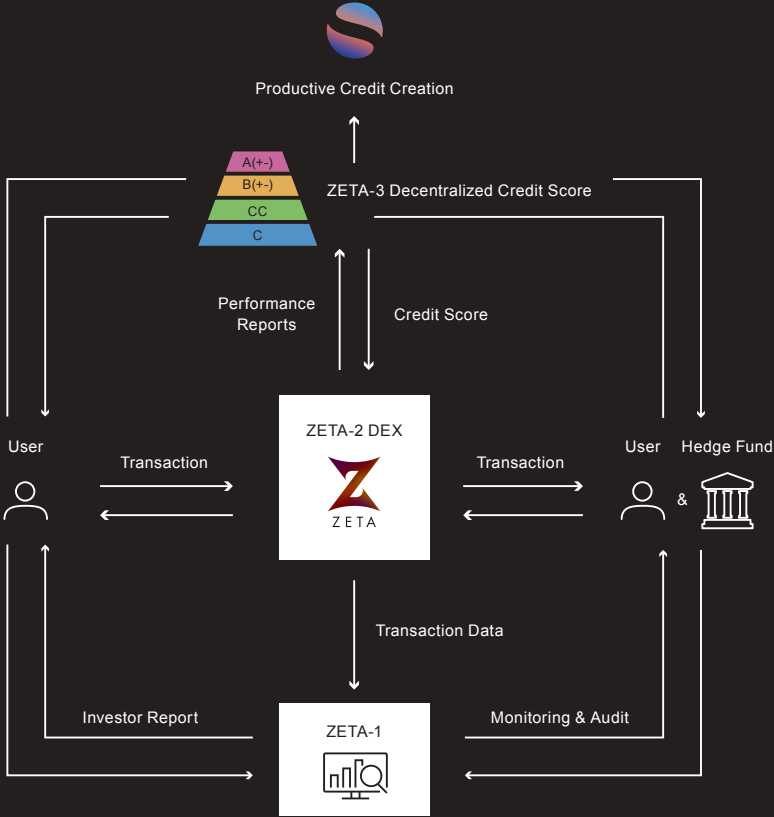 Productive Credit Creation
A(+-)
B(+-)
CC
C
ZETA-3 Decentralized Credit Score
Performance
Reports
Credit Score
ZETA-2 DEX
Z
ZETA
User
Transaction
Transaction
User
Hedge Fund
&
Transaction Data
Investor Report
Monitoring & Audit
ZETA-1